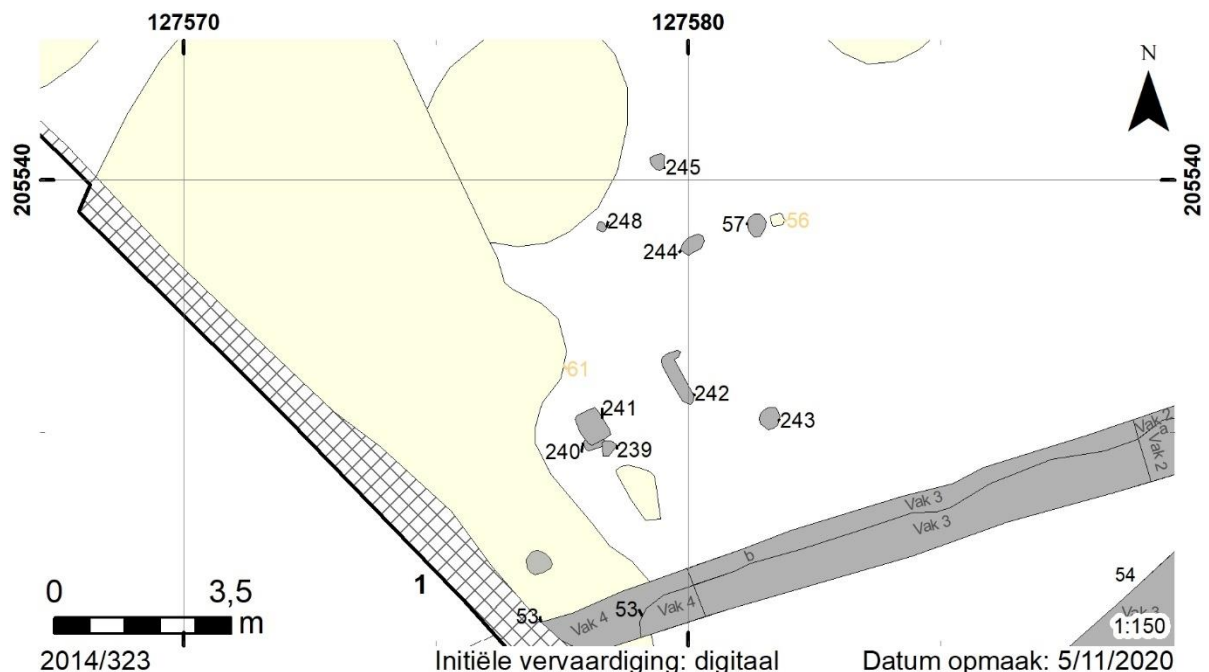 127570 127580
N
205540 205540
245
248
57 56
244
61
242
241
243
240 239
Vak 2
a
Vak 2
Vak 3
Vak 3
b
1
54
0 3,5
53 53
Vak 4 Vak 4
Vak 3
m
1:150
2014/323 Initiële vervaardiging: digitaal Datum opmaak: 5/11/2020